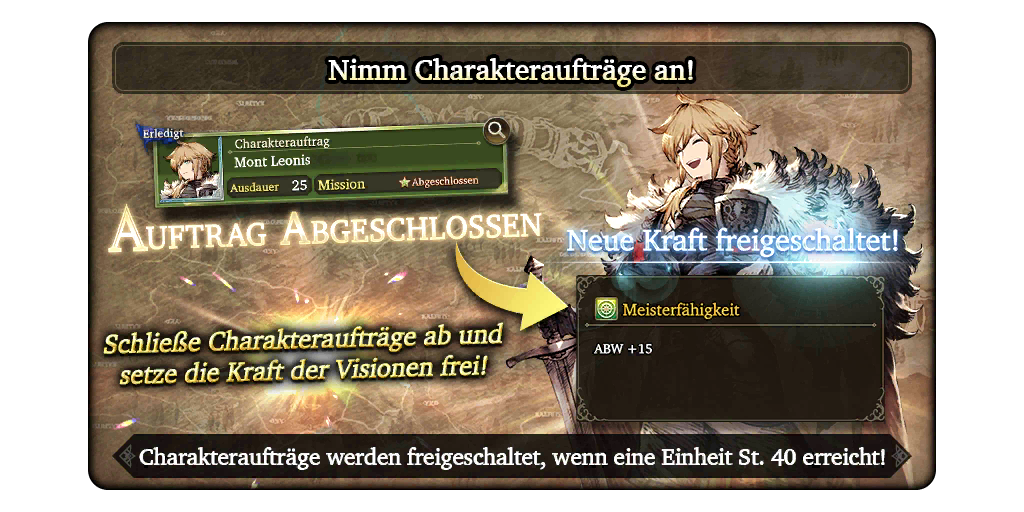 Nimm Charakteraufträge an!
Erledigt
Charakterauftrag
Mont Leonis
Ausdauer 25 Mission Abgeschlossen
AUFTRAG ABGESCHLOSSEN
Neue Kraft freigeschaltet!
Meisterfähigkeit
ABW +15
Schließe Charakteraufträge ab und
setze die Kraft der Visionen frei!
Charakteraufträge werden freigeschaltet, wenn eine Einheit St. 40 erreicht!